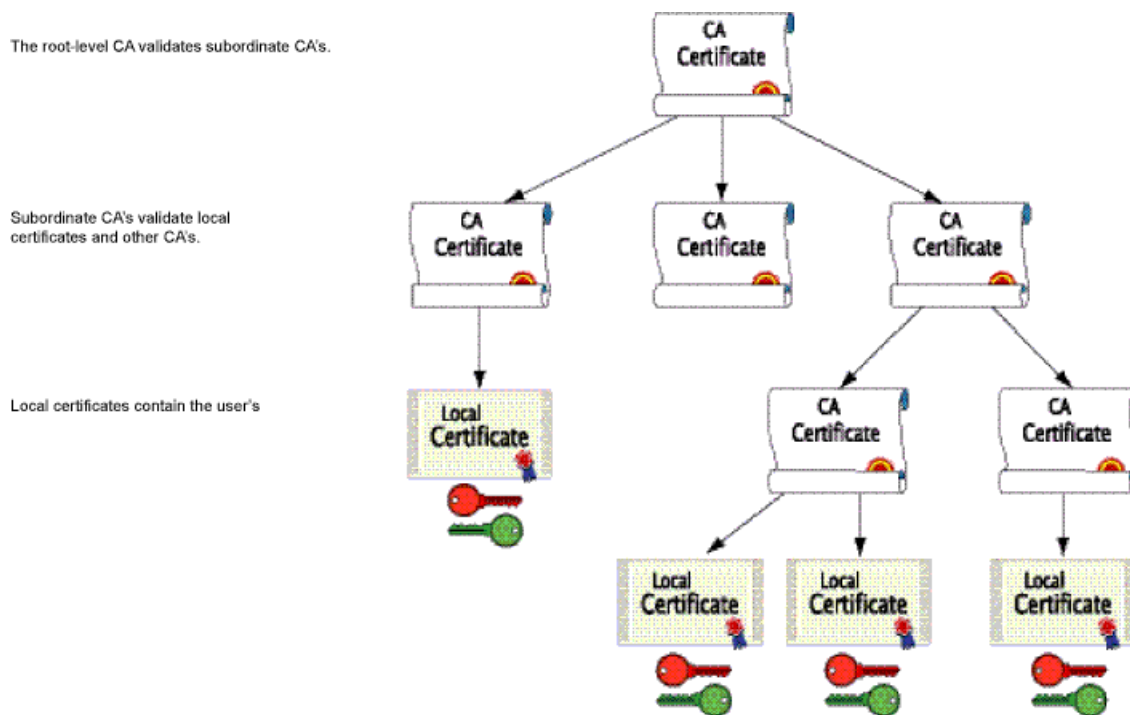 The root-level CA validates subordinate CA's.
CA
Certificate
Subordinate CA's validate local
certificates and other CA's.
CA
Certificate
CA
Certificate
CA
Certificate
Local certificates contain the user's
Local
Certificate
CA
Certificate
CA
Certificate
Local
Certificate
Local
Certificate
Local
Certificate